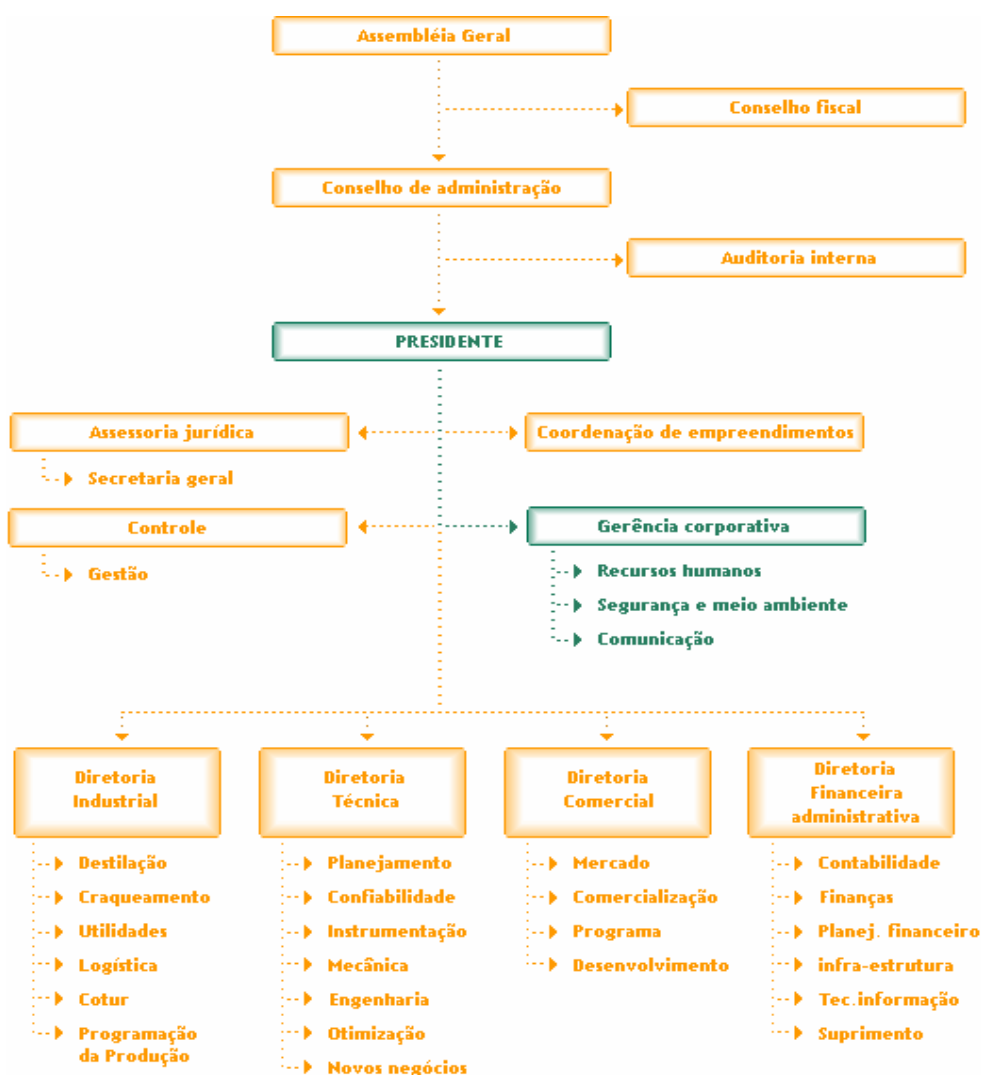 Assembléia Geral
Conselho fiscal
Conselho de administração
Auditoria interna
PRESIDENTE
Assessoria jurídica
Coordenação de empreendimentos
Secretaria geral
Controle
Gerência corporativa
Gestão
Recursos humanos
Segurança e meio ambiente
Comunicação
Diretoria
Industrial
Destilação
Craqueamento
Utilidades
Logística
Cotur
Programação
da Produção
Diretoria
Técnica
Planejamento
Confiabilidade
Instrumentação
Mecânica
Engenharia
Otimização
Novos negócios
Diretoria
Comercial
Mercado
Comercialização
Programa
Desenvolvimento
Diretoria
Financeira
administrativa
Contabilidade
Finanças
Planej. financeiro
infra-estrutura
Tec.informação
Suprimento